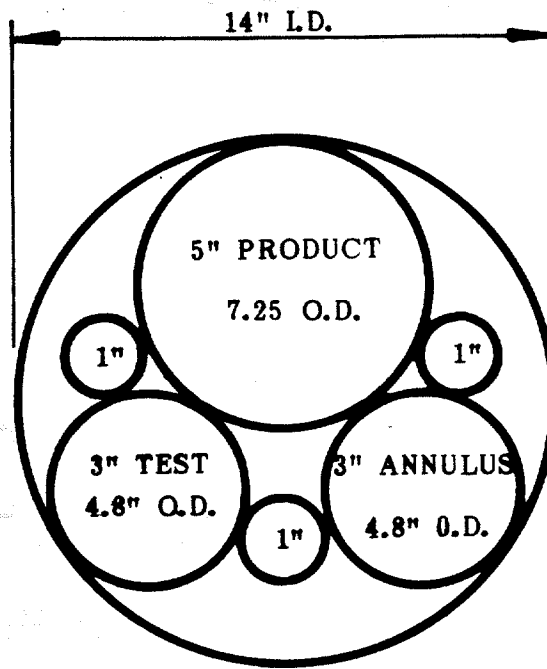 14" I.D.
5" PRODUCT
7.25 O.D.
1"
1"
3" TEST
4.8" O.D.
3" ANNULUS
4.8" O.D.
1"